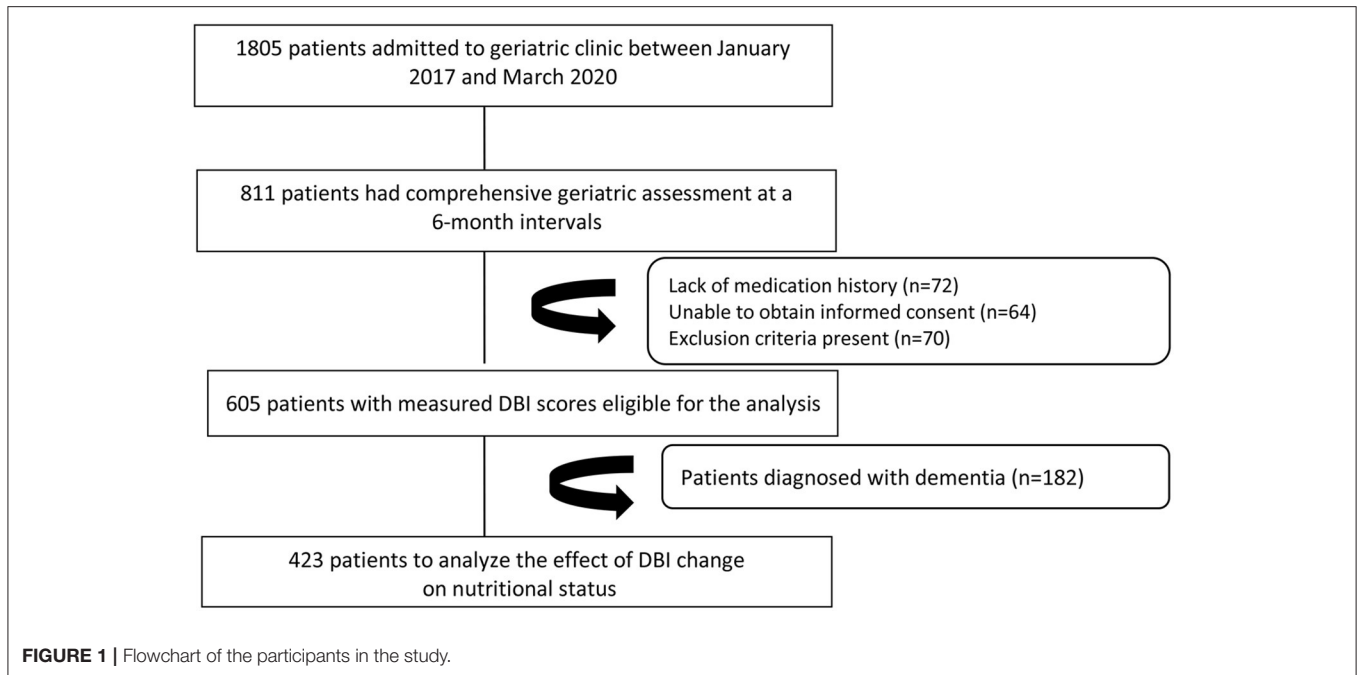 1805 patients admitted to geriatric clinic between January
2017 and March 2020
811 patients had comprehensive geriatric assessment at a
6-month intervals
Lack of medication history (n=72)
Unable to obtain informed consent (n=64)
Exclusion criteria present (n=70)
605 patients with measured DBI scores eligible for the analysis
Patients diagnosed with dementia (n=182)
423 patients to analyze the effect of DBI change
on nutritional status
FIGURE 1 | Flowchart of the participants in the study.